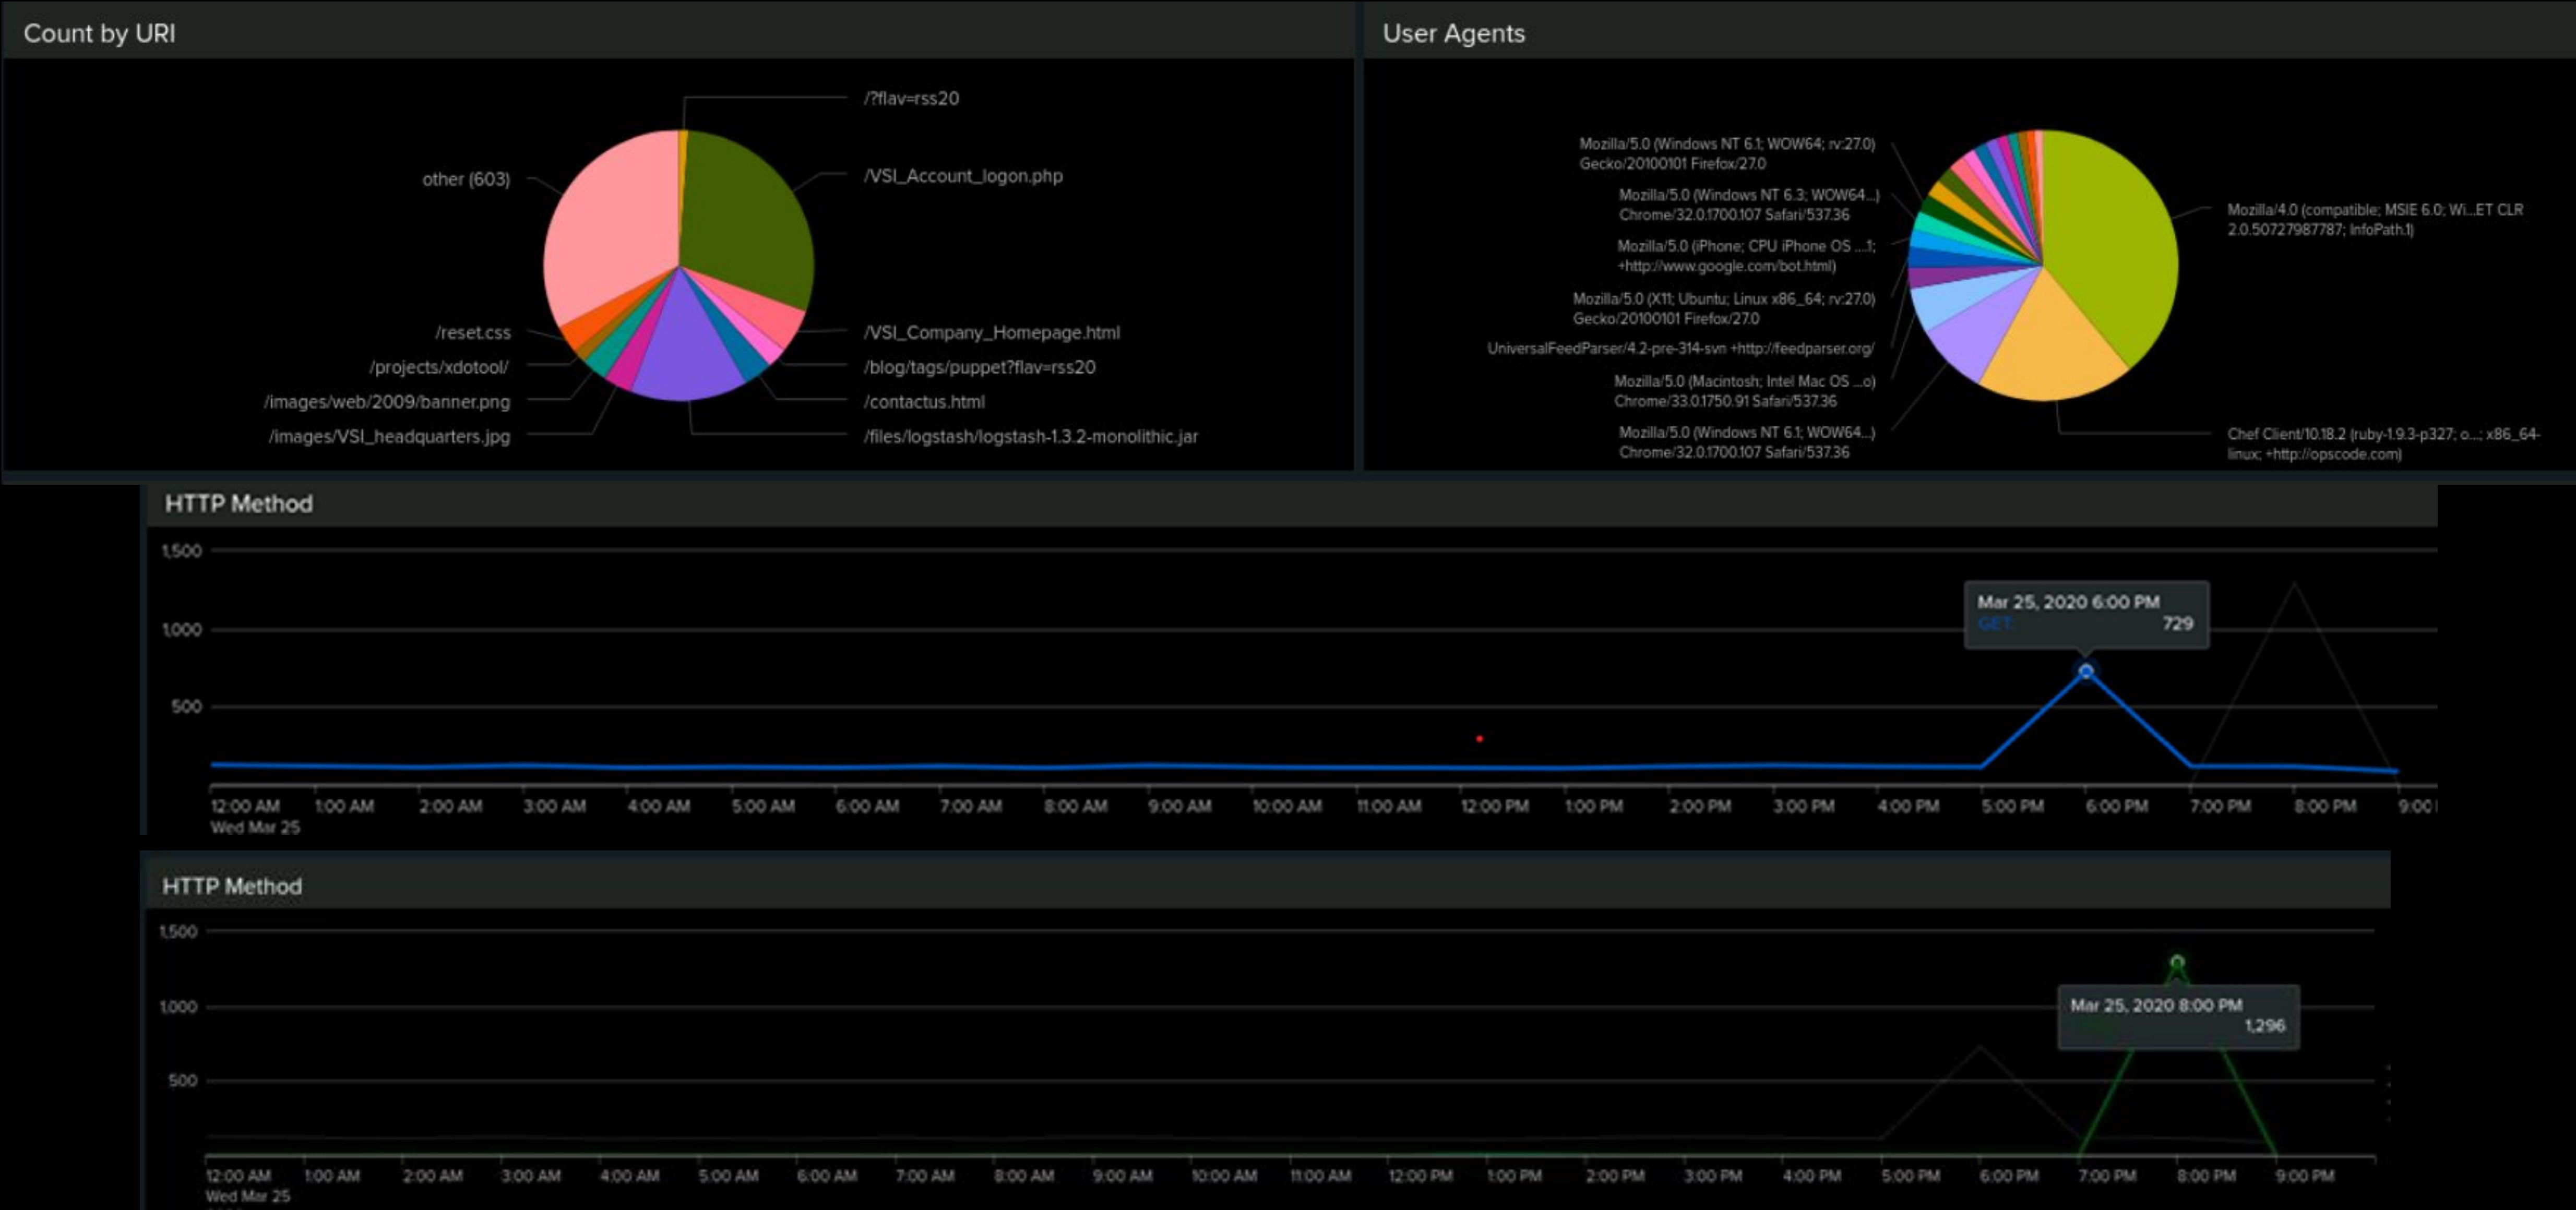 Count by URI
/?flav=rss20
/VSI_Account_logon.php
other (603)
/reset.css
/VSI_Company_Homepage.html
/projects/xdotool/
/blog/tags/puppet?flav=rss20
/images/web/2009/banner.png
/contactus.html
/images/VSI_headquarters.jpg
/files/logstash/logstash-1.3.2-monolithic.jar
User Agents
Mozilla/5.0 (Windows NT 6.1; WOW64; rv:27.0)
Gecko/20100101 Firefox/27.0
Mozilla/5.0 (Windows NT 6.3; WOW64...)
Chrome/32.0.1700.107 Safari/537.36
Mozilla/5.0 (iPhone; CPU iPhone OS ....1;
+http://www.google.com/bot.html)
Mozilla/5.0 (X11; Ubuntu; Linux x86_64; rv:27.0)
Gecko/20100101 Firefox/27.0
UniversalFeedParser/4.2-pre-314-svn +http://feedparser.org/
Mozilla/5.0 (Macintosh; Intel Mac OS ...o)
Chrome/33.0.1750.91 Safari/537.36
Mozilla/5.0 (Windows NT 6.1; WOW64...)
Chrome/32.0.1700.107 Safari/537.36
Mozilla/4.0 (compatible; MSIE 6.0; Wi...ET CLR
2.0.50727987787; InfoPath.1)
Chef Client/10.18.2 (ruby-1.9.3-p327; o...; x86_64-
linux; +http://opscode.com)
HTTP Method
1,500
1,000
500
Mar 25, 2020 6:00 PM
GET: 729
12:00 AM 1:00 AM 2:00 AM 3:00 AM 4:00 AM 5:00 AM 6:00 AM 7:00 AM 8:00 AM 9:00 AM 10:00 AM 11:00 AM 12:00 PM 1:00 PM 2:00 PM 3:00 PM 4:00 PM 5:00 PM 6:00 PM 7:00 PM 8:00 PM 9:00
Wed Mar 25
HTTP Method
1,500
1,000
500
Mar 25, 2020 8:00 PM
1,296
12:00 AM 1:00 AM 2:00 AM 3:00 AM 4:00 AM 5:00 AM 6:00 AM 7:00 AM 8:00 AM 9:00 AM 10:00 AM 11:00 AM 12:00 PM 1:00 PM 2:00 PM 3:00 PM 4:00 PM 5:00 PM 6:00 PM 7:00 PM 8:00 PM 9:00 PM
Wed Mar 25